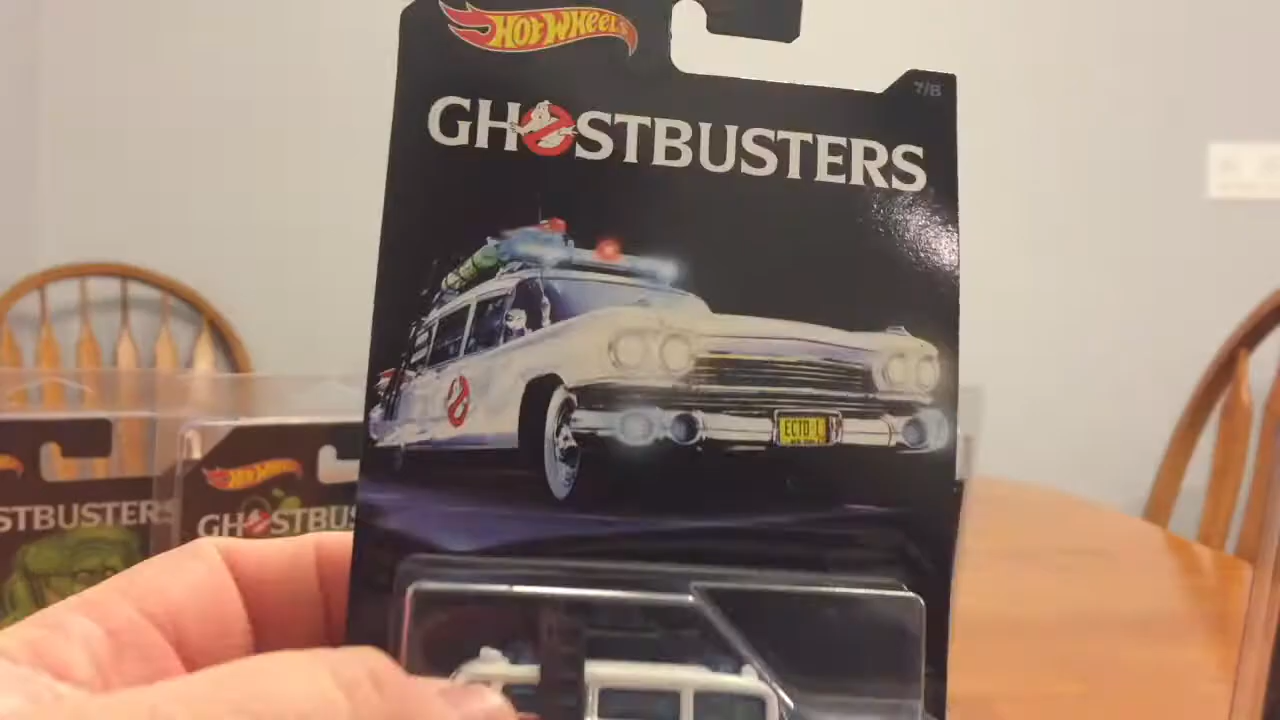 HOT WHEELS
7/8
GHOSTBUSTERS
ECTO-1
STBUSTERS
HOT WHEELS
GHOSTBUS